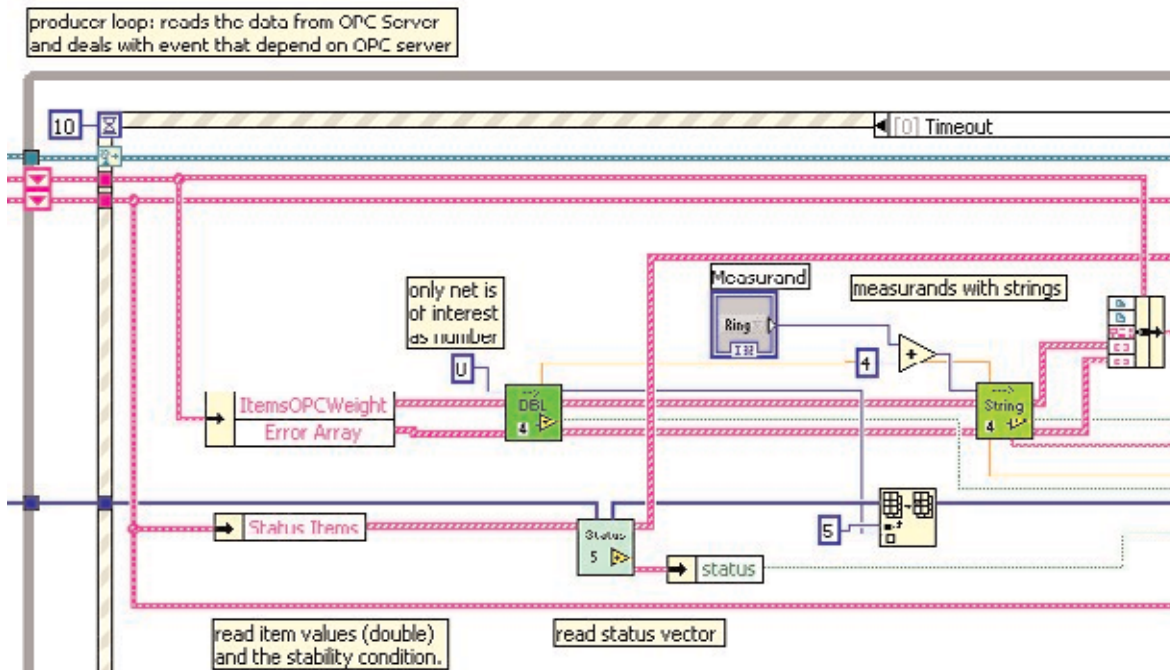 producer loop: reads the data from OPC Server
and deals with event that depend on OPC server
10
[0] Timeout
Measurand
measurands with strings
only net is
of interest
as number
Ring
I32
4
U
DBL
4
String
4
ItemsOPCWeight
Error Array
Status Items
Status
5
5
status
read item values (double)
and the stability condition.
read status vector